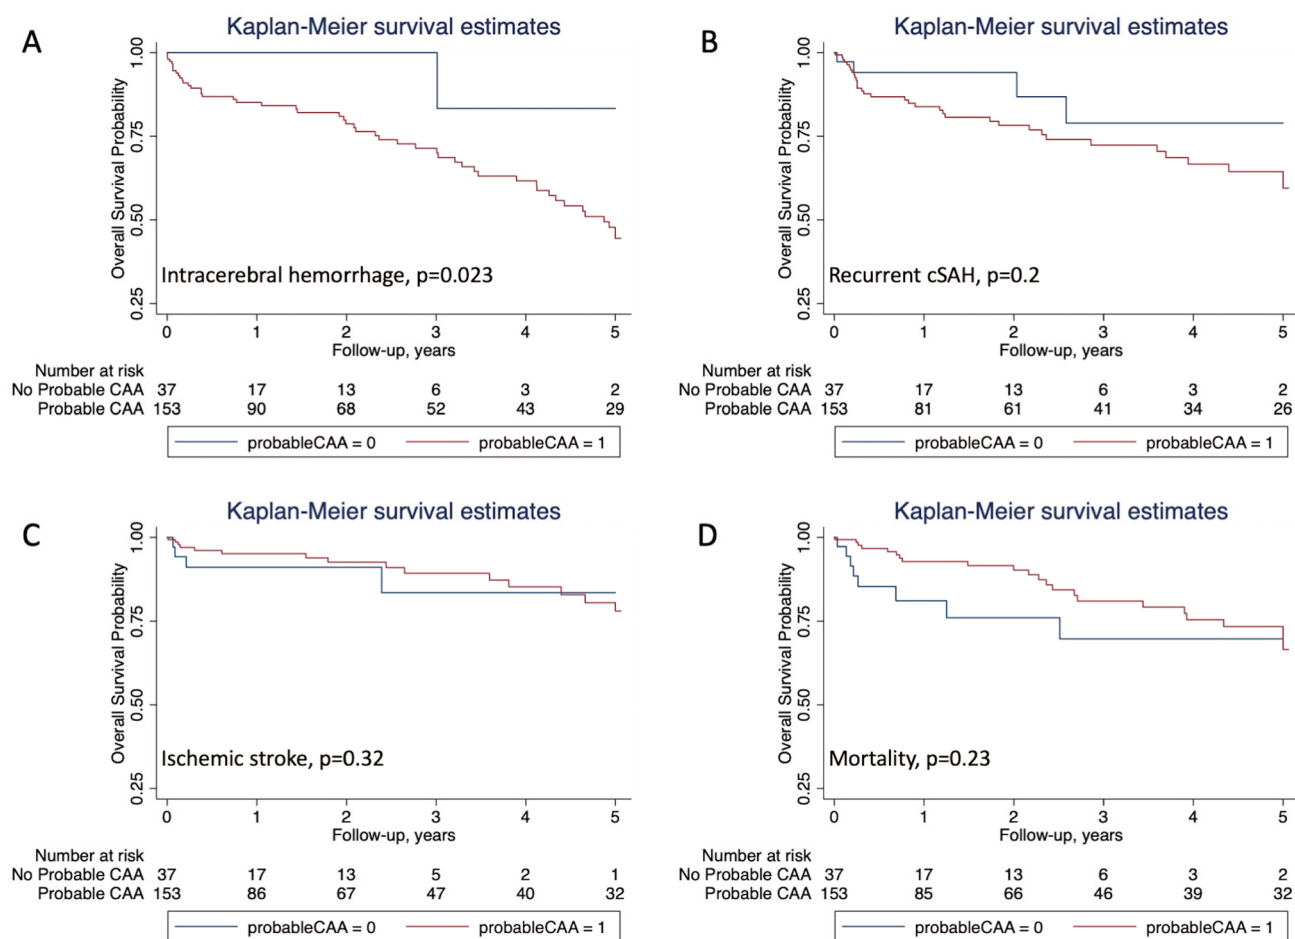 A
Kaplan-Meier survival estimates
Overall Survival Probability
1.00
0.75
0.50
0.25
Intracerebral hemorrhage, p=0.023
0 1 2 3 4 5
Follow-up, years
Number at risk
No Probable CAA 37 17 13 6 3 2
Probable CAA 153 90 68 52 43 29
probableCAA = 0 probableCAA = 1
B
Kaplan-Meier survival estimates
Overall Survival Probability
1.00
0.75
0.50
0.25
Recurrent cSAH, p=0.2
0 1 2 3 4 5
Follow-up, years
Number at risk
No Probable CAA 37 17 13 6 3 2
Probable CAA 153 81 61 41 34 26
probableCAA = 0 probableCAA = 1
C
Kaplan-Meier survival estimates
Overall Survival Probability
1.00
0.75
0.50
0.25
Ischemic stroke, p=0.32
0 1 2 3 4 5
Follow-up, years
Number at risk
No Probable CAA 37 17 13 5 2 1
Probable CAA 153 86 67 47 40 32
probableCAA = 0 probableCAA = 1
D
Kaplan-Meier survival estimates
Overall Survival Probability
1.00
0.75
0.50
0.25
Mortality, p=0.23
0 1 2 3 4 5
Follow-up, years
Number at risk
No Probable CAA 37 17 13 6 3 2
Probable CAA 153 85 66 46 39 32
probableCAA = 0 probableCAA = 1